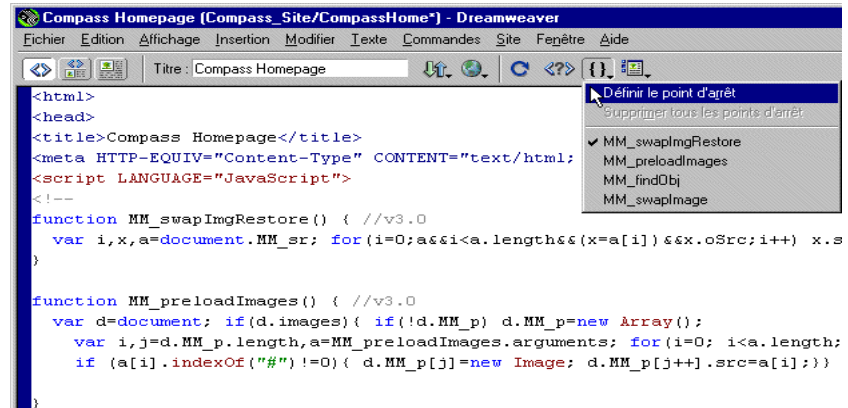 Compass Homepage (Compass_Site/CompassHome*) - Dreamweaver
Fichier Edition Affichage Insertion Modifier Texte Commandes Site Fenêtre Aide
Titre : Compass Homepage
Définir le point d'arrêt
Supprimer tous les points d'arrêt
MM_swapImgRestore
MM_preloadImages
MM_findObj
MM_swapImage
<html>
<head>
<title>Compass Homepage</title>
<meta HTTP-EQUIV="Content-Type" CONTENT="text/html;
<script LANGUAGE="JavaScript">
<!--
function MM_swapImgRestore() { //v3.0
var i,x,a=document.MM_sr; for(i=0;a&&i<a.length&&(x=a[i])&&x.oSrc;i++) x.s
}
function MM_preloadImages() { //v3.0
var d=document; if(d.images){ if(!d.MM_p) d.MM_p=new Array();
var i,j=d.MM_p.length,a=MM_preloadImages.arguments; for(i=0; i<a.length;
if (a[i].indexOf("#")!=0){ d.MM_p[j]=new Image; d.MM_p[j++].src=a[i];}}
}